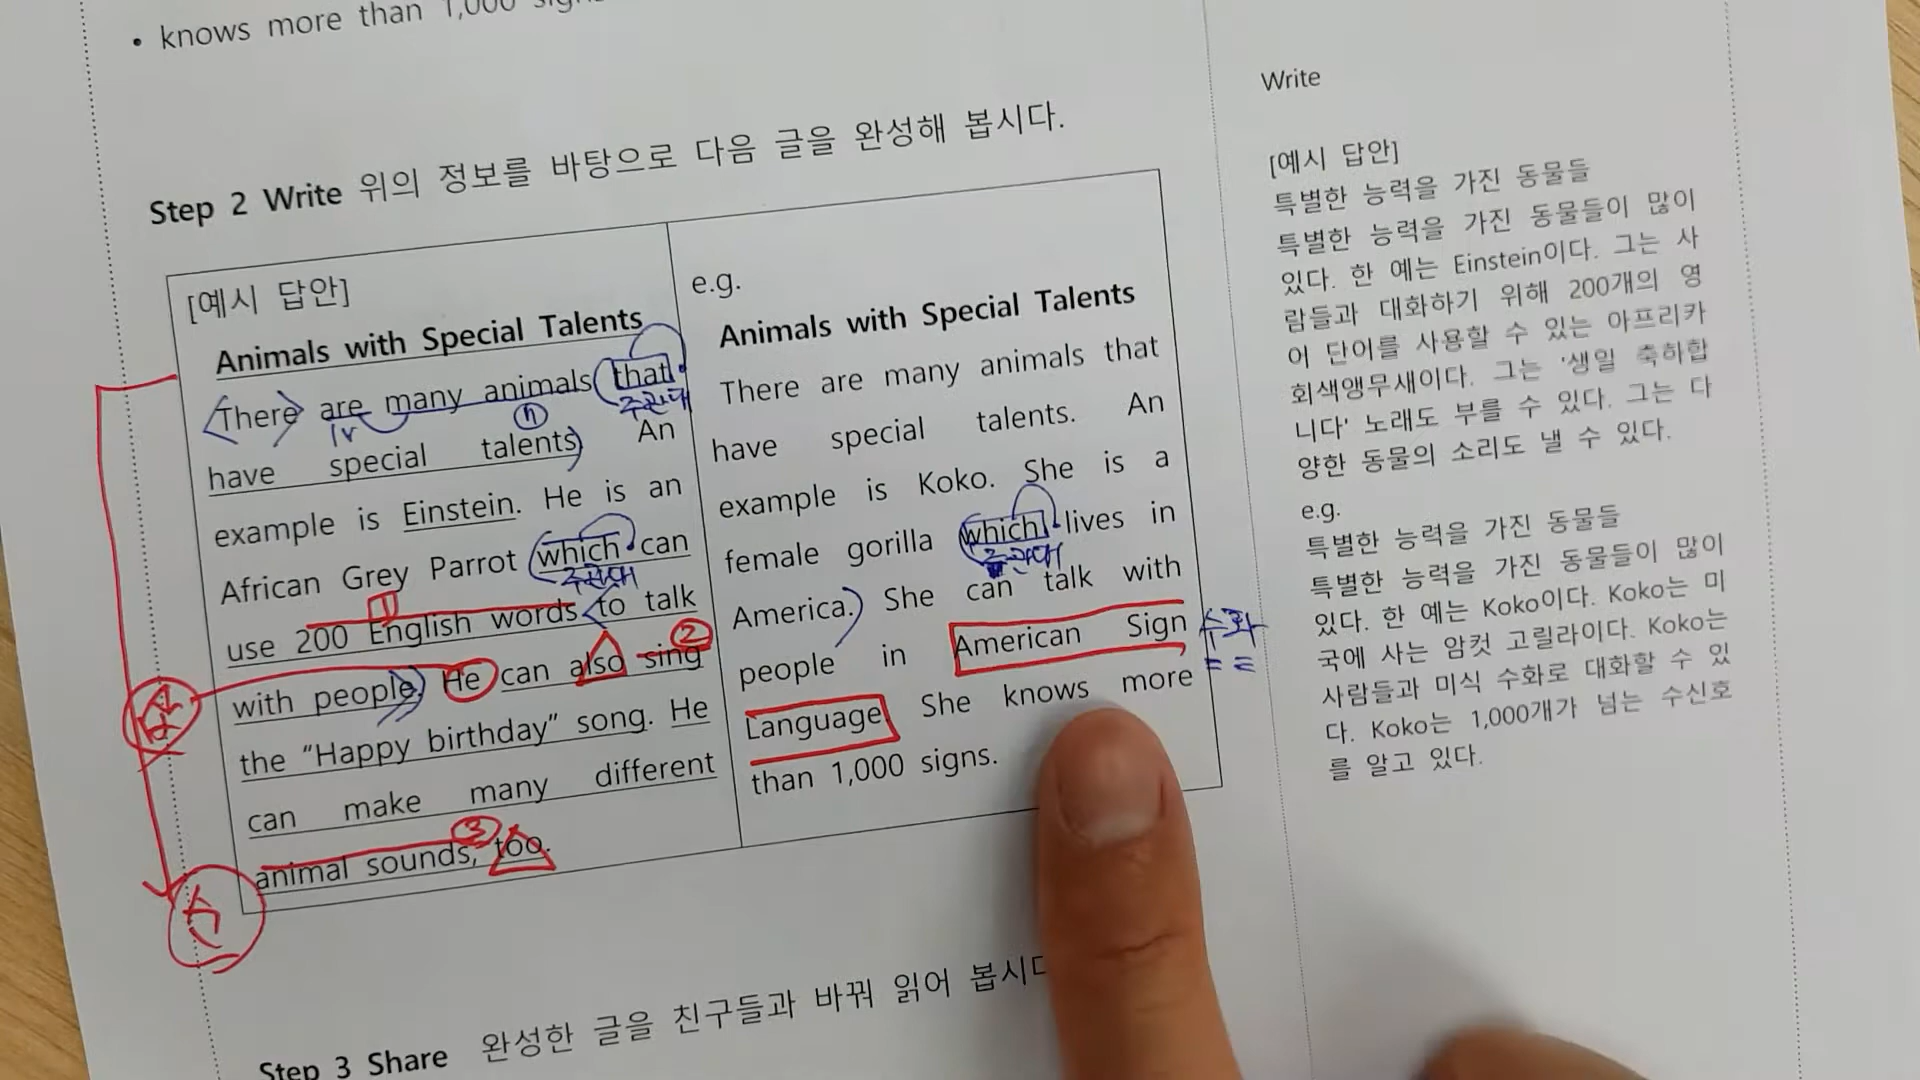 • knows more than 1,000 signs
Step 2 Write 위의 정보를 바탕으로 다음 글을 완성해 봅시다.
[예시 답안]
Animals with Special Talents
There are many animals that
주관대
1v
ⓝ
have special talents. An
example is Einstein. He is an
African Grey Parrot which can
주관대
①
use 200 English words to talk
②
with people. He can also sing
the "Happy birthday" song. He
can make many different
③
animal sounds, too.
e.g.
Animals with Special Talents
There are many animals that
have special talents. An
example is Koko. She is a
female gorilla which lives in
주관대
America. She can talk with
people in American Sign
수화
Language. She knows more
than 1,000 signs.
Write
[예시 답안]
특별한 능력을 가진 동물들
특별한 능력을 가진 동물들이 많이
있다. 한 예는 Einstein이다. 그는 사
람들과 대화하기 위해 200개의 영
어 단어를 사용할 수 있는 아프리카
회색앵무새이다. 그는 '생일 축하합
니다' 노래도 부를 수 있다. 그는 다
양한 동물의 소리도 낼 수 있다.
e.g.
특별한 능력을 가진 동물들
특별한 능력을 가진 동물들이 많이
있다. 한 예는 Koko이다. Koko는 미
국에 사는 암컷 고릴라이다. Koko는
사람들과 미식 수화로 대화할 수 있
다. Koko는 1,000개가 넘는 수신호
를 알고 있다.
Step 3 Share 완성한 글을 친구들과 바꿔 읽어 봅시다